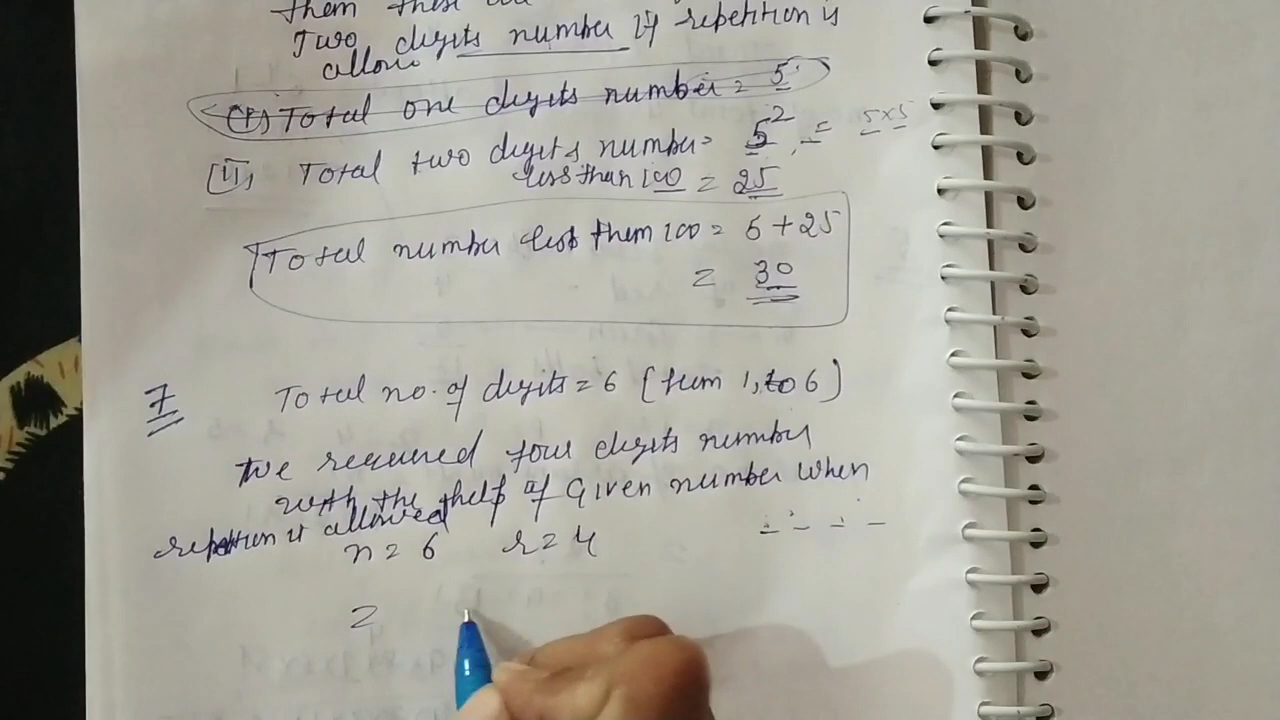 them these
Two digits number if repetition is
allow
(I) Total one digits number = 5
(II) Total two digits number = 5² = 5×5
less than 100 = 25
Total number less them 100 = 5+25
= 30
7 Total no. of digits = 6 (from 1, to 6)
We required four digits number
with the help of Given number when
repetition is allowed
n = 6 r = 4
=